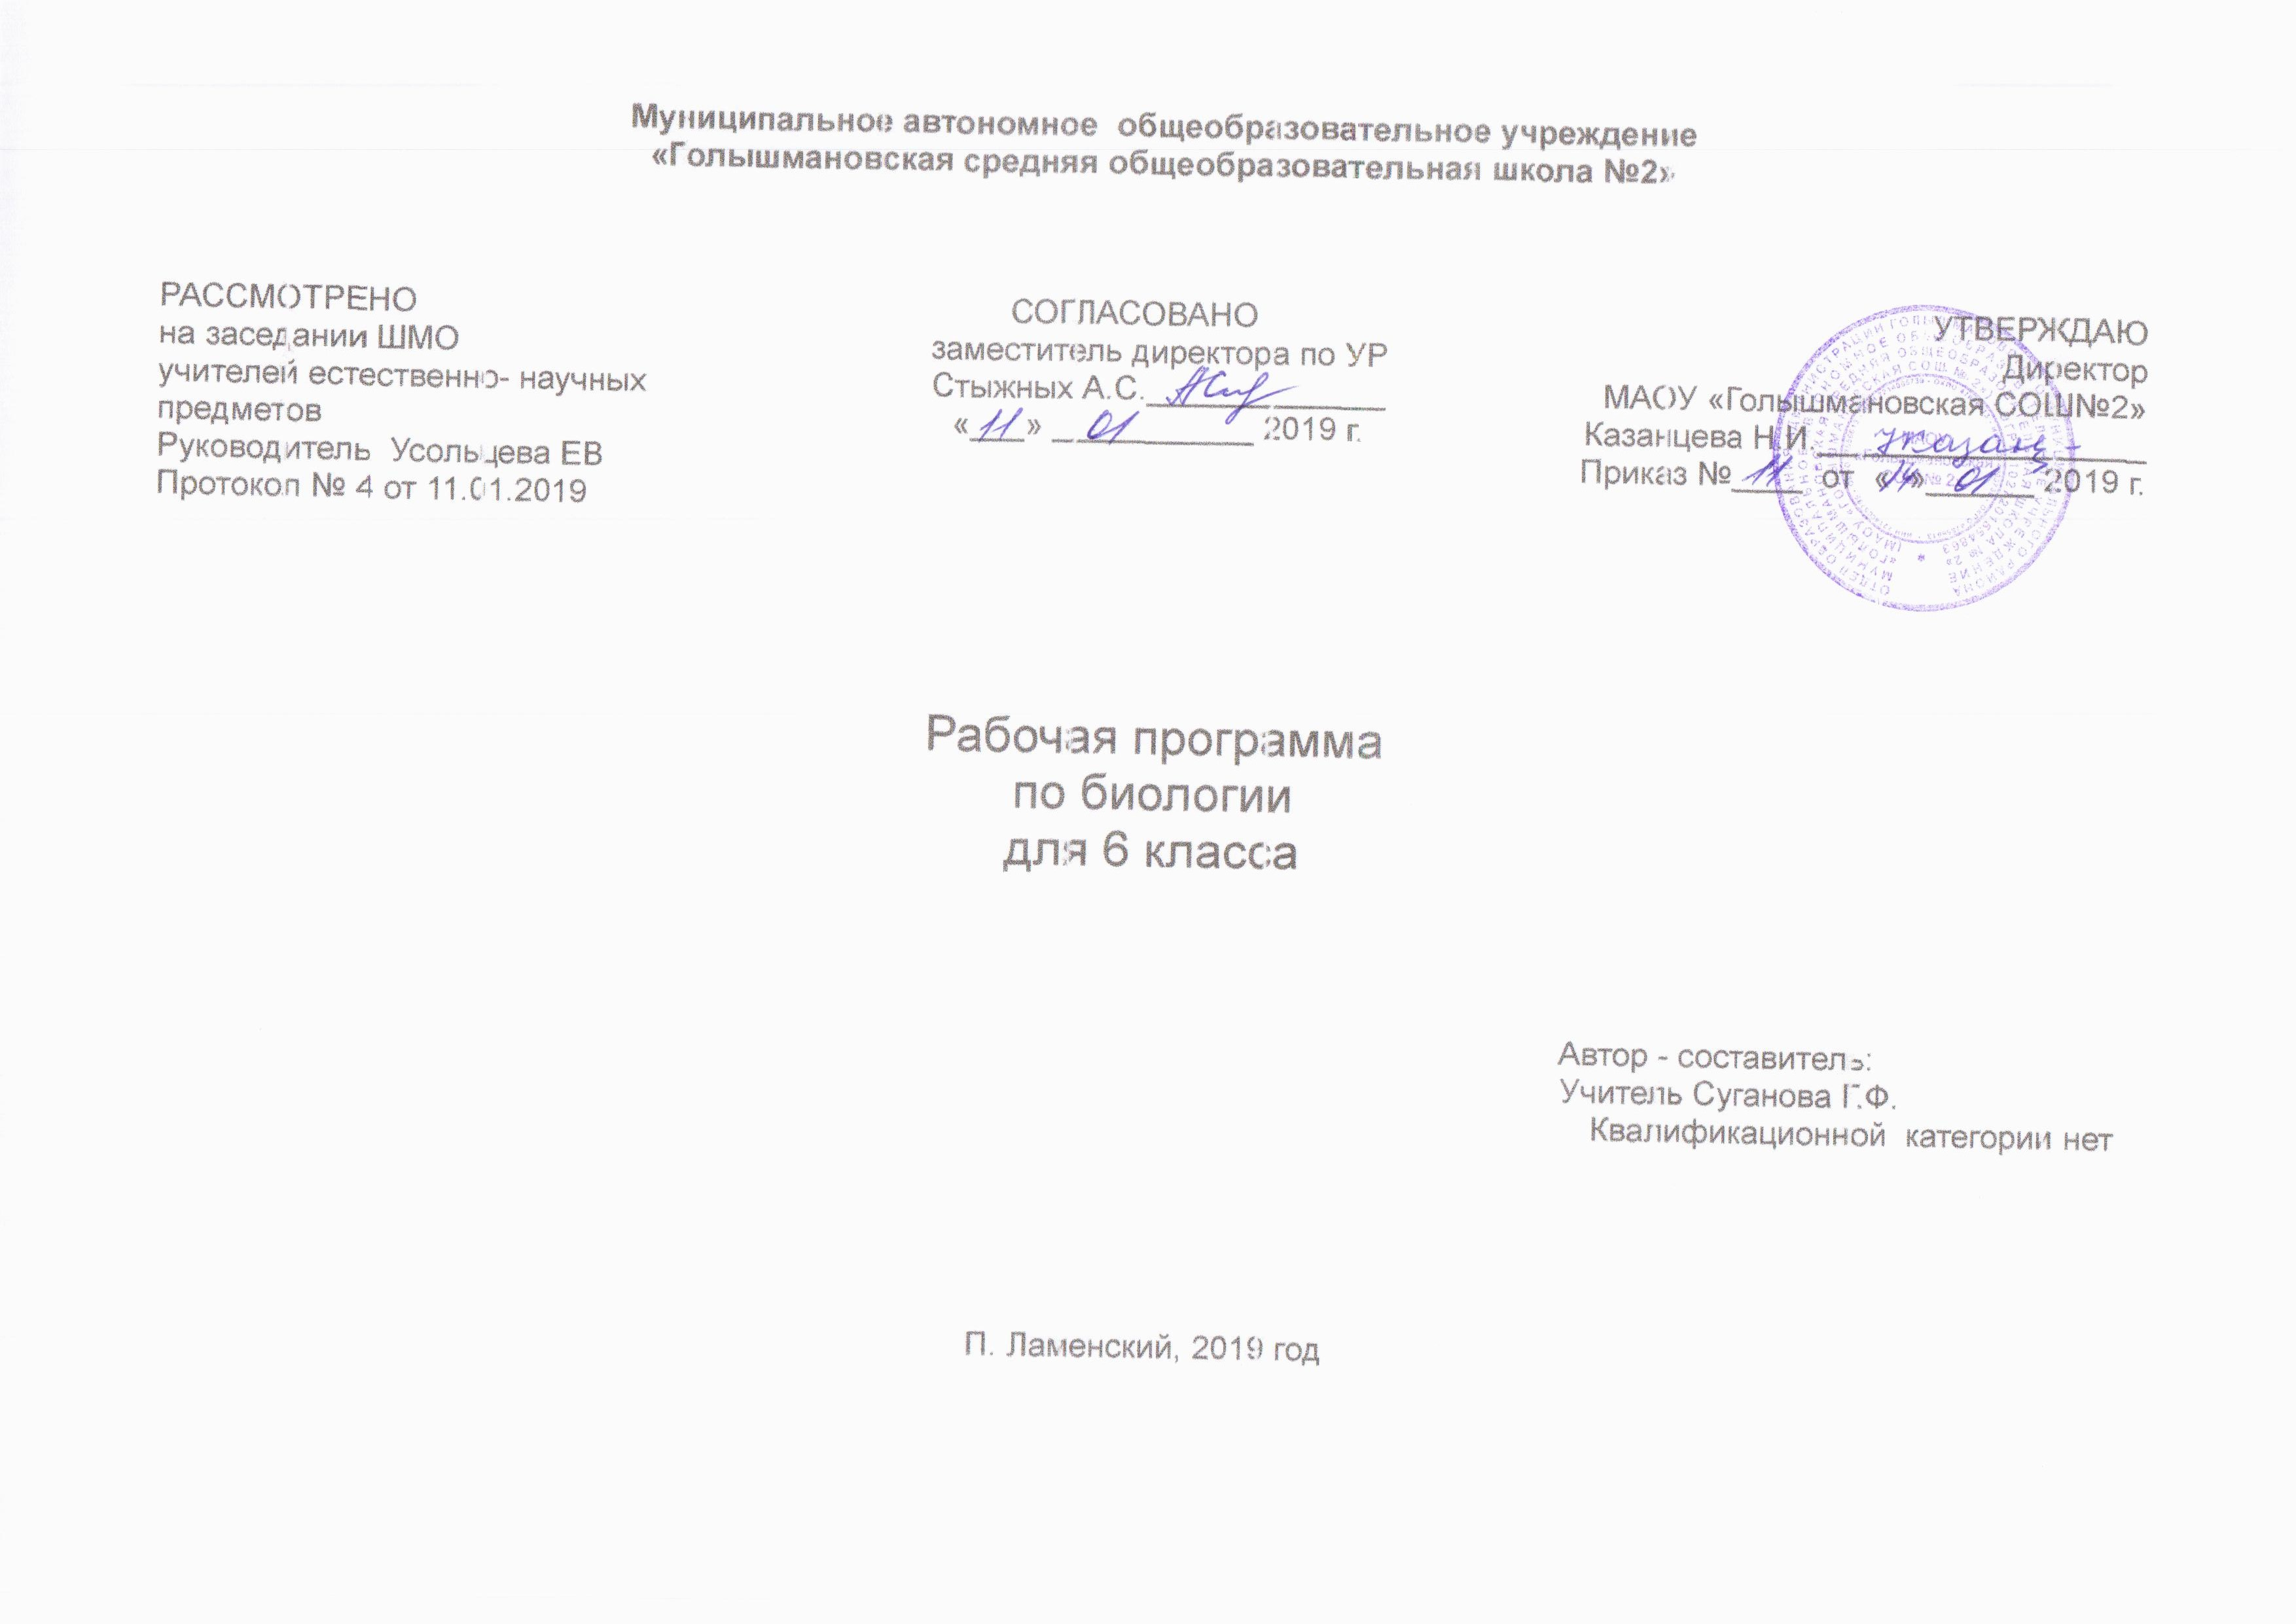 Муниципальное автономное общеобразовательное учреждение
«Голышмановская средняя общеобразовательная школа №2»
РАССМОТРЕНО
на заседании ШМО
учителей естественно- научных
предметов
Руководитель Усольцева ЕВ
Протокол № 4 от 11.01.2019
СОГЛАСОВАНО
заместитель директора по УР
Стыжных А.С.
«11» 01 2019 г.
УТВЕРЖДАЮ
Директор
МАОУ «Голышмановская СОШ№2»
Казанцева Н.И.
Приказ № 11 от «14» 01 2019 г.
Рабочая программа
по биологии
для 6 класса
Автор - составитель:
Учитель Суганова Г.Ф.
Квалификационной категории нет
П. Ламенский, 2019 год